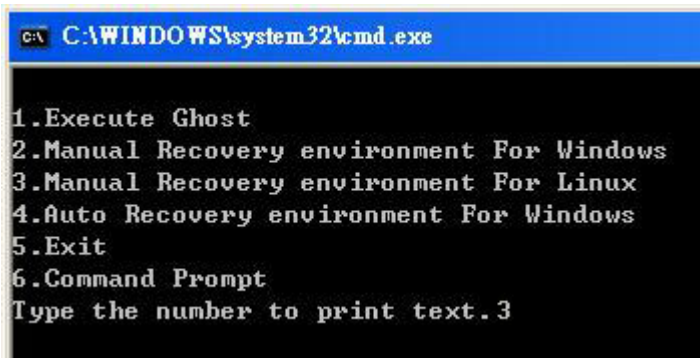 C:\WINDOWS\system32\cmd.exe
1.Execute Ghost
2.Manual Recovery environment For Windows
3.Manual Recovery environment For Linux
4.Auto Recovery environment For Windows
5.Exit
6.Command Prompt
Type the number to print text.3